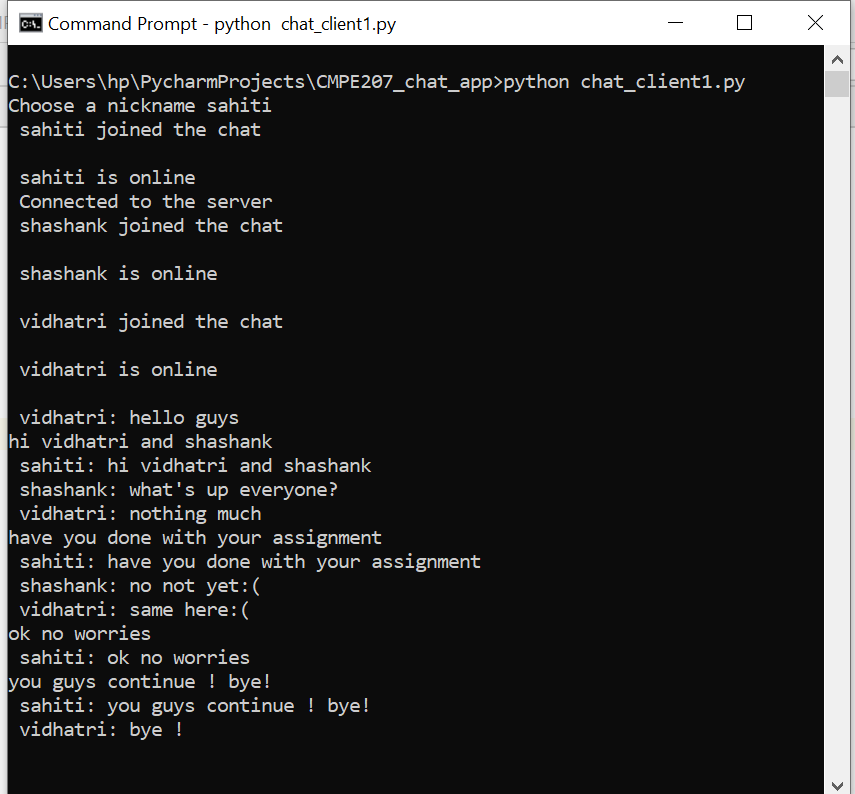 Command Prompt - python  chat_client1.py
C:\Users\hp\PycharmProjects\CMPE207_chat_app>python chat_client1.py
Choose a nickname sahiti
 sahiti joined the chat
 sahiti is online
 Connected to the server
 shashank joined the chat
 shashank is online
 vidhatri joined the chat
 vidhatri is online
 vidhatri: hello guys
hi vidhatri and shashank
 sahiti: hi vidhatri and shashank
 shashank: what's up everyone?
 vidhatri: nothing much
have you done with your assignment
 sahiti: have you done with your assignment
 shashank: no not yet:(
 vidhatri: same here:(
ok no worries
 sahiti: ok no worries
you guys continue ! bye!
 sahiti: you guys continue ! bye!
 vidhatri: bye !